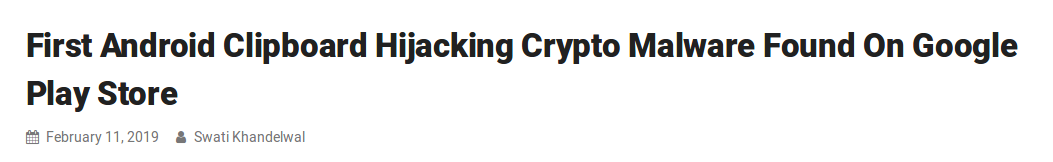 First Android Clipboard Hijacking Crypto Malware Found On Google
Play Store
February 11, 2019 Swati Khandelwal